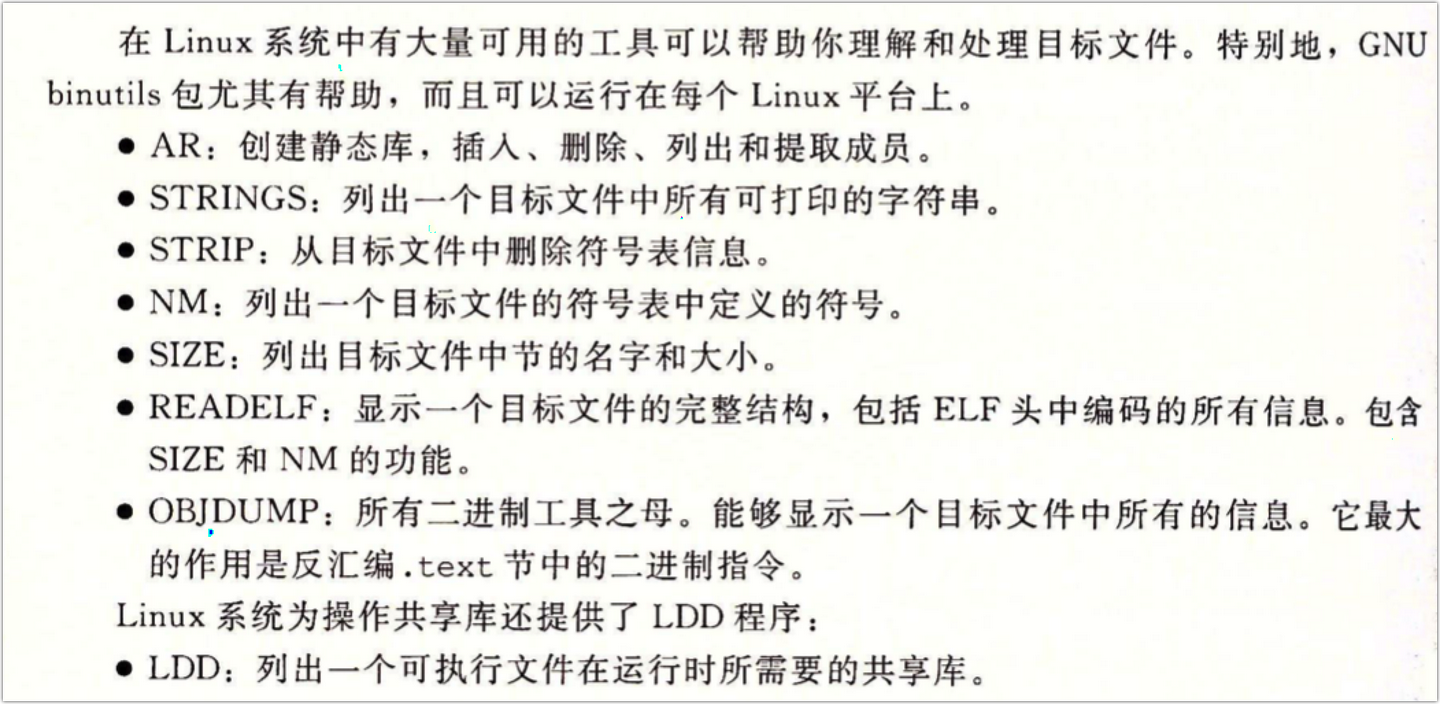 在 Linux 系统中有大量可用的工具可以帮助你理解和处理目标文件。特别地，GNU
binutils 包尤其有帮助，而且可以运行在每个 Linux 平台上。
● AR：创建静态库，插入、删除、列出和提取成员。
● STRINGS：列出一个目标文件中所有可打印的字符串。
● STRIP：从目标文件中删除符号表信息。
● NM：列出一个目标文件的符号表中定义的符号。
● SIZE：列出目标文件中节的名字和大小。
● READELF：显示一个目标文件的完整结构，包括 ELF 头中编码的所有信息。包含
SIZE 和 NM 的功能。
● OBJDUMP：所有二进制工具之母。能够显示一个目标文件中所有的信息。它最大
的作用是反汇编.text 节中的二进制指令。
Linux 系统为操作共享库还提供了 LDD 程序：
● LDD：列出一个可执行文件在运行时所需要的共享库。